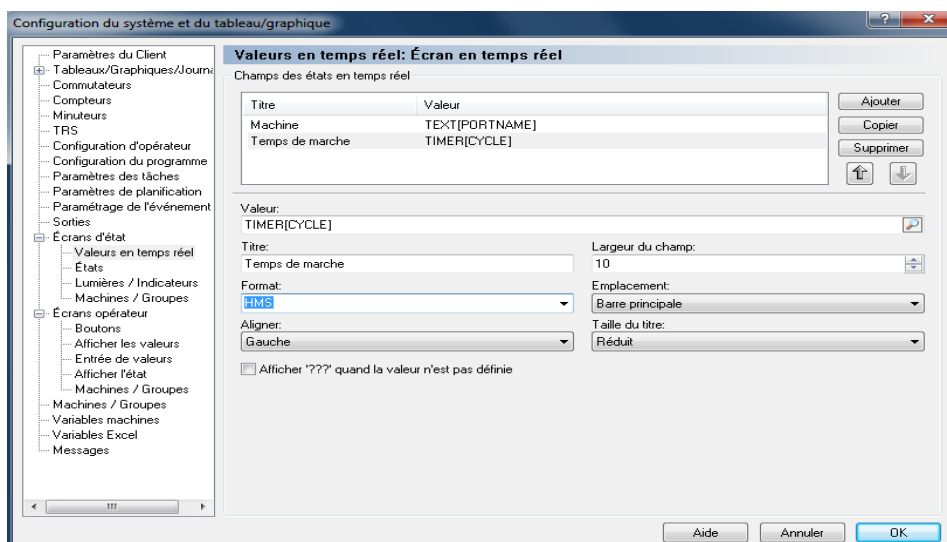 Configuration du système et du tableau/graphique
Paramètres du Client
Tableaux/Graphiques/Journa
Commutateurs
Compteurs
Minuteurs
TRS
Configuration d'opérateur
Configuration du programme
Paramètres des tâches
Paramètres de planification
Paramétrage de l'événement
Sorties
Écrans d'état
Valeurs en temps réel
États
Lumières / Indicateurs
Machines / Groupes
Écrans opérateur
Boutons
Afficher les valeurs
Entrée de valeurs
Afficher l'état
Machines / Groupes
Machines / Groupes
Variables machines
Variables Excel
Messages
Valeurs en temps réel: Écran en temps réel
Champs des états en temps réel
Titre Valeur
Machine TEXT[PORTNAME]
Temps de marche TIMER[CYCLE]
Ajouter
Copier
Supprimer
Valeur:
TIMER[CYCLE]
Titre: Largeur du champ:
Temps de marche 10
Format: Emplacement:
HMS Barre principale
Aligner: Taille du titre:
Gauche Réduit
Afficher '???' quand la valeur n'est pas définie
Aide Annuler OK